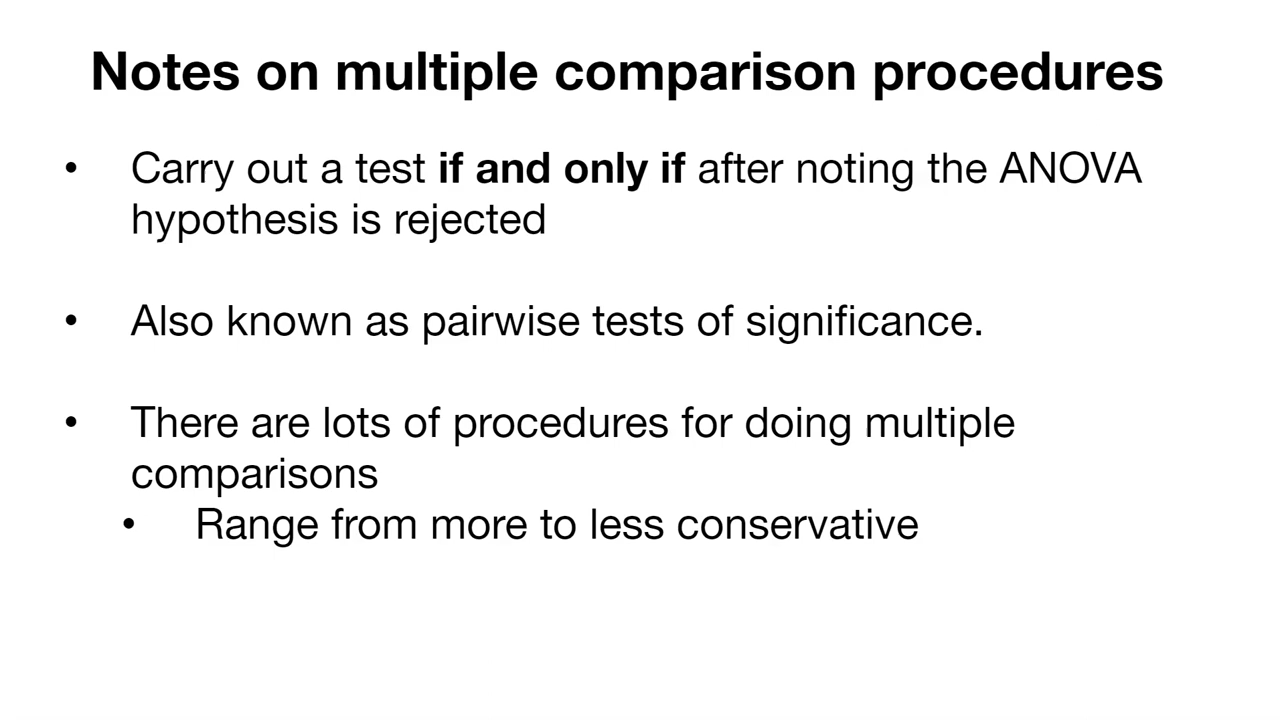 Notes on multiple comparison procedures
• Carry out a test if and only if after noting the ANOVA
hypothesis is rejected
• Also known as pairwise tests of significance.
• There are lots of procedures for doing multiple
comparisons
• Range from more to less conservative